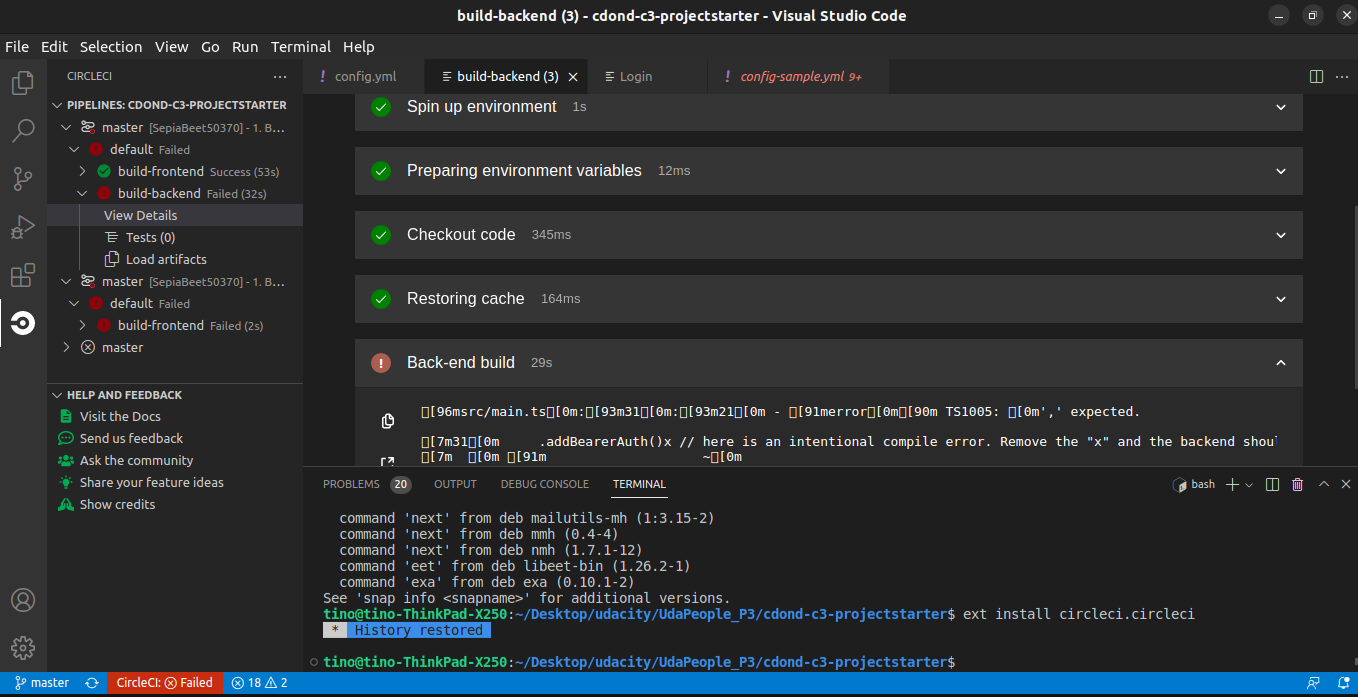 build-backend (3) - cdond-c3-projectstarter - Visual Studio Code
File Edit Selection View Go Run Terminal Help
CIRCLECI ...
PIPELINES: CDOND-C3-PROJECTSTARTER
master [SepiaBeet50370] - 1. B...
default Failed
build-frontend Success (53s)
build-backend Failed (32s)
View Details
Tests (0)
Load artifacts
master [SepiaBeet50370] - 1. B...
default Failed
build-frontend Failed (2s)
master
HELP AND FEEDBACK
Visit the Docs
Send us feedback
Ask the community
Share your feature ideas
Show credits
! config.yml
build-backend (3)
Login
! config-sample.yml 9+
Spin up environment 1s
Preparing environment variables 12ms
Checkout code 345ms
Restoring cache 164ms
! Back-end build 29s
□[96msrc/main.ts□[0m:□[93m31□[0m:□[93m21□[0m - □[91merror□[0m□[90m TS1005: □[0m',' expected.
□[7m31□[0m .addBearerAuth()x // here is an intentional compile error. Remove the "x" and the backend shoul
□[7m □[0m □[91m ~□[0m
PROBLEMS 20 OUTPUT DEBUG CONSOLE TERMINAL
bash
command 'next' from deb mailutils-mh (1:3.15-2)
command 'next' from deb mmh (0.4-4)
command 'next' from deb nmh (1.7.1-12)
command 'eet' from deb libeet-bin (1.26.2-1)
command 'exa' from deb exa (0.10.1-2)
See 'snap info <snapname>' for additional versions.
tino@tino-ThinkPad-X250:~/Desktop/udacity/UdaPeople_P3/cdond-c3-projectstarter$ ext install circleci.circleci
* History restored
tino@tino-ThinkPad-X250:~/Desktop/udacity/UdaPeople_P3/cdond-c3-projectstarter$
master
CircleCI: Failed
18 2